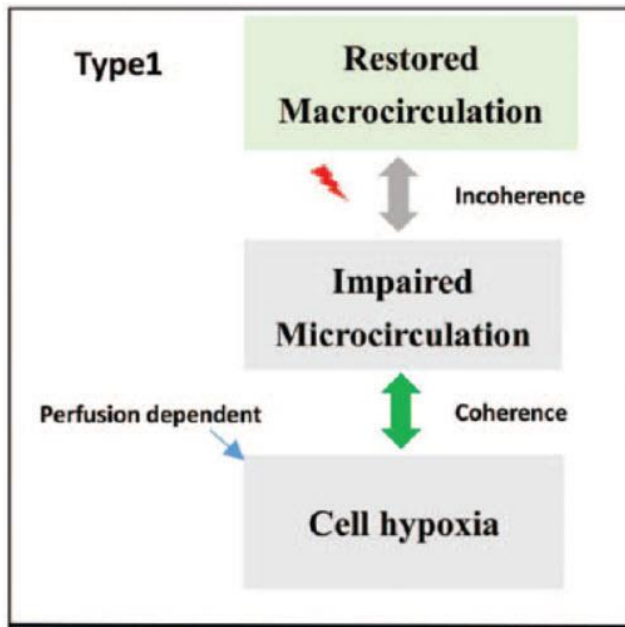 Type1
Restored
Macrocirculation
Incoherence
Impaired
Microcirculation
Perfusion dependent
Coherence
Cell hypoxia